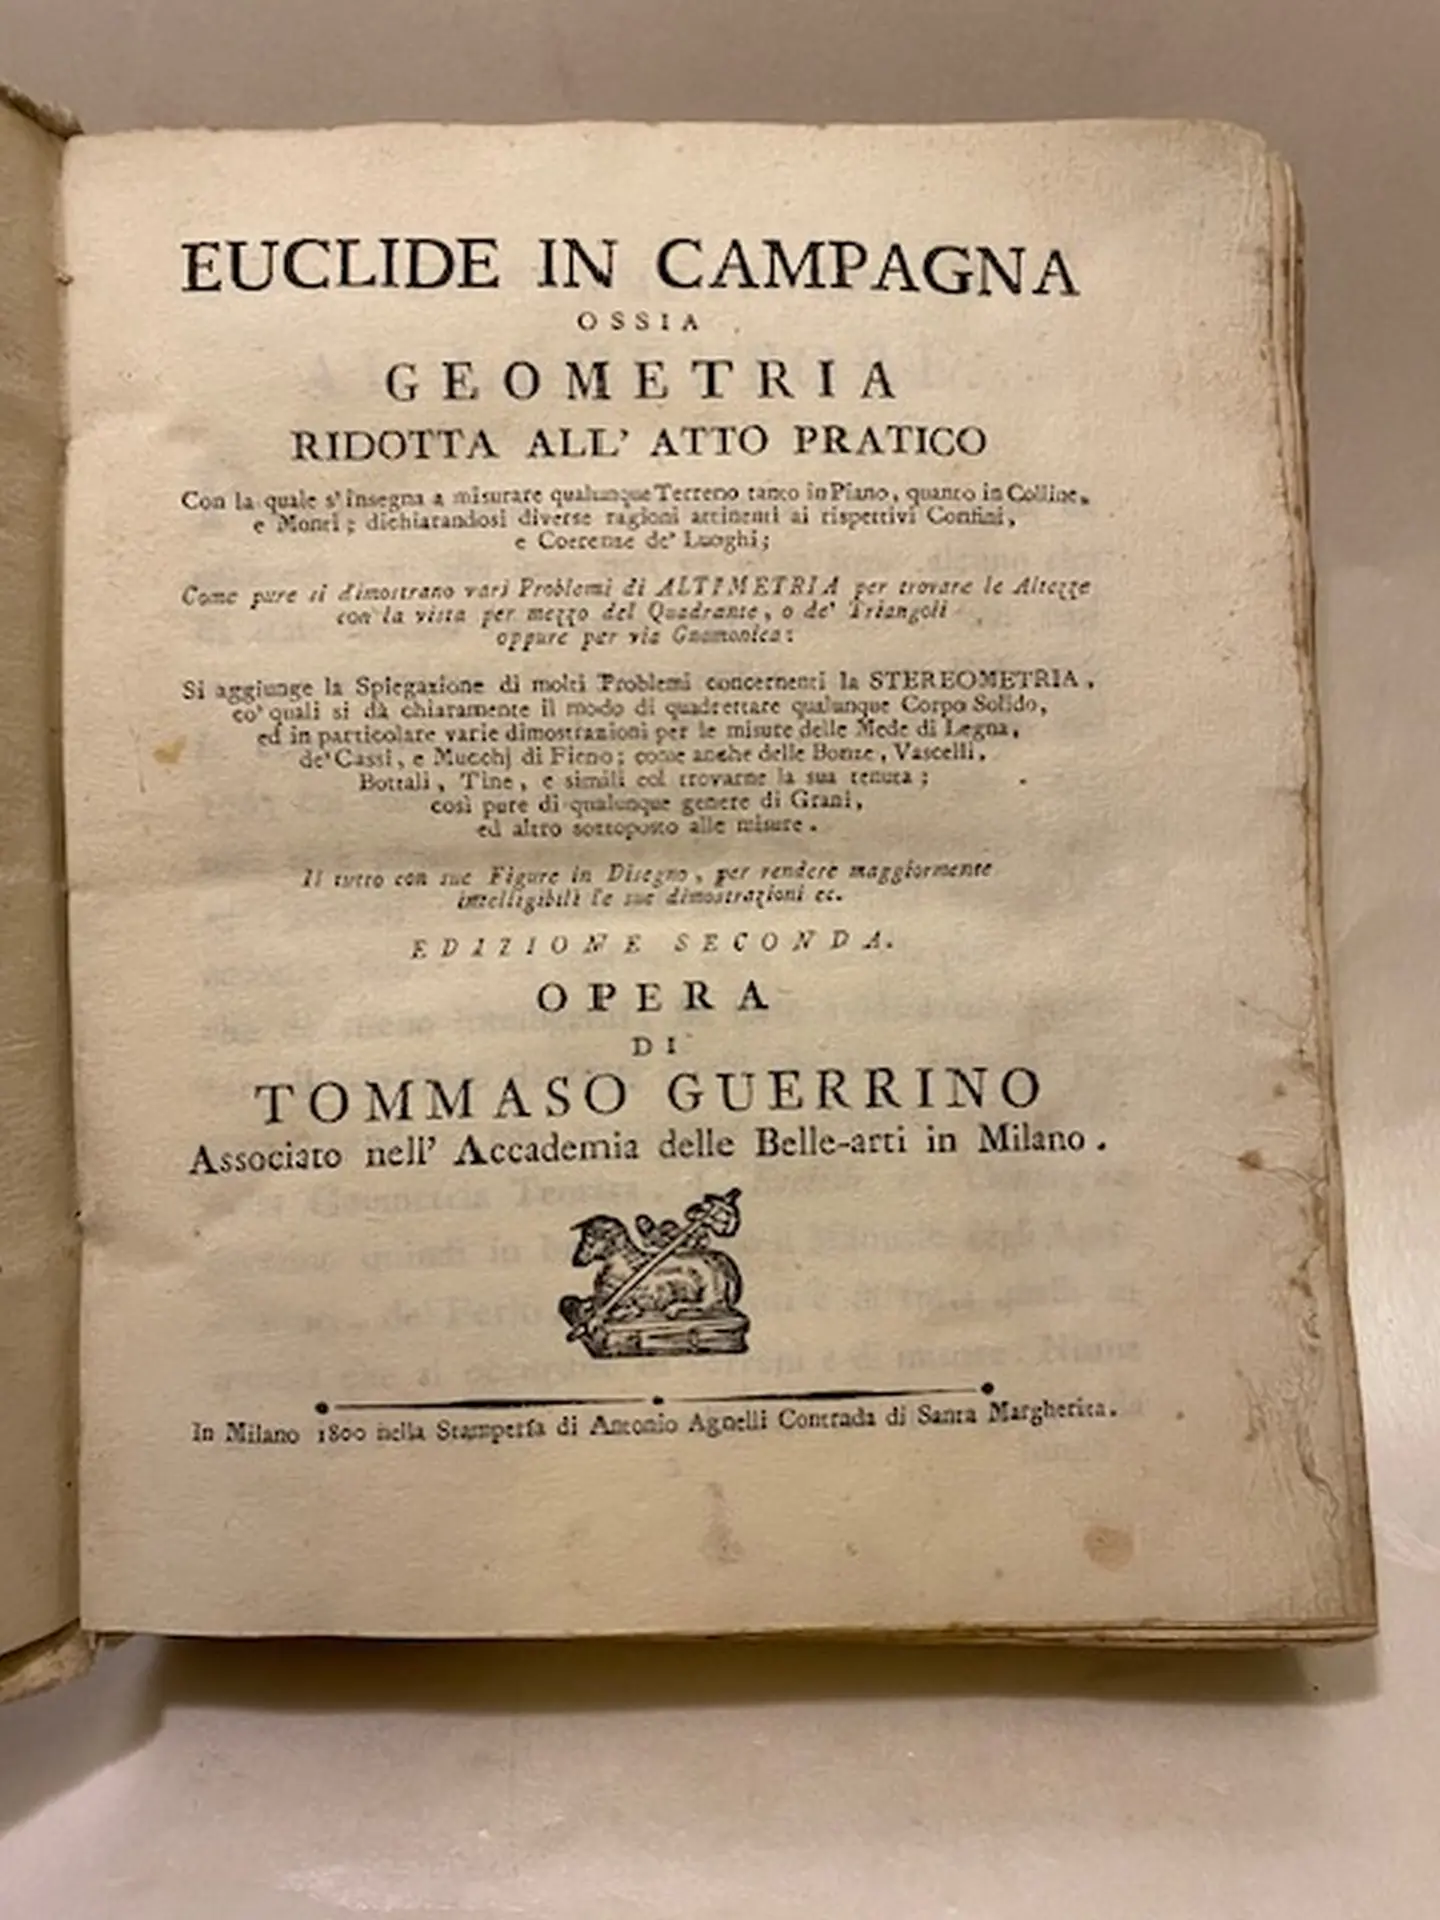 EUCLIDE IN CAMPAGNA
OSSIA
GEOMETRIA
RIDOTTA ALL' ATTO PRATICO
Con la quale s'insegna a misurare qualunque Terreno tanto in Piano, quanto in Colline,
e Monti; dichiarandosi diverse ragioni attinenti ai rispettivi Confini,
e Coerenze de' Luoghi;
Come pure si dimostrano varj Problemi di ALTIMETRIA per trovare le Altezze
con la vista per mezzo del Quadrante, o de' Triangoli,
oppure per via Gnomonica:
Si aggiunge la Spiegazione di molti Problemi concernenti la STEREOMETRIA,
co' quali si dà chiaramente il modo di quadrettare qualunque Corpo Solido,
ed in particolare varie dimostrazioni per le misure delle Mede di Legna,
de' Cassi, e Mucchj di Fieno; come anche delle Bonze, Vascelli,
Bottali, Tine, e simili col trovarne la sua tenuta;
così pure di qualunque genere di Grani,
ed altro sottoposto alle misure.
Il tutto con sue Figure in Disegno, per rendere maggiormente
intelligibili le sue dimostrazioni ec.
EDIZIONE SECONDA.
OPERA
DI
TOMMASO GUERRINO
Associato nell' Accademia delle Belle-arti in Milano.
In Milano 1800 nella Stamperia di Antonio Agnelli Contrada di Santa Margherita.